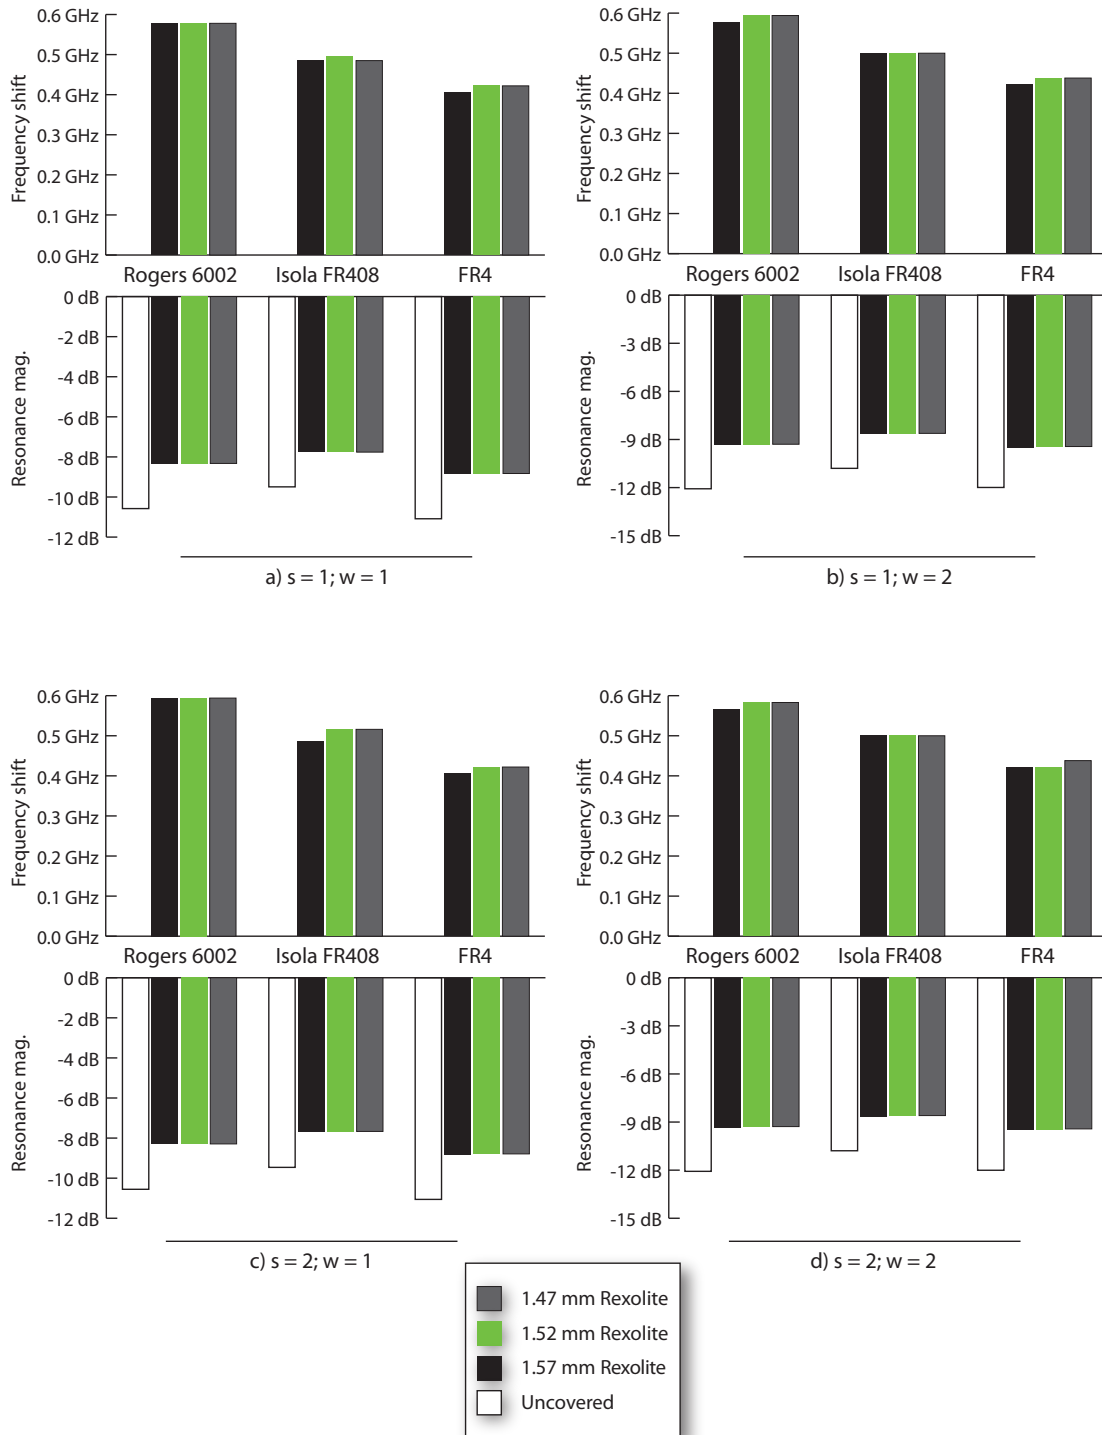 0.6 GHz
0.5 GHz
0.4 GHz
0.3 GHz
0.2 GHz
0.1 GHz
0.0 GHz
Frequency shift
Rogers 6002 Isola FR408 FR4
0 dB
-2 dB
-4 dB
-6 dB
-8 dB
-10 dB
-12 dB
Resonance mag.
a) s = 1; w = 1
0.6 GHz
0.5 GHz
0.4 GHz
0.3 GHz
0.2 GHz
0.1 GHz
0.0 GHz
Frequency shift
Rogers 6002 Isola FR408 FR4
0 dB
-3 dB
-6 dB
-9 dB
-12 dB
-15 dB
Resonance mag.
b) s = 1; w = 2
0.6 GHz
0.5 GHz
0.4 GHz
0.3 GHz
0.2 GHz
0.1 GHz
0.0 GHz
Frequency shift
Rogers 6002 Isola FR408 FR4
0 dB
-2 dB
-4 dB
-6 dB
-8 dB
-10 dB
-12 dB
Resonance mag.
c) s = 2; w = 1
0.6 GHz
0.5 GHz
0.4 GHz
0.3 GHz
0.2 GHz
0.1 GHz
0.0 GHz
Frequency shift
Rogers 6002 Isola FR408 FR4
0 dB
-3 dB
-6 dB
-9 dB
-12 dB
-15 dB
Resonance mag.
d) s = 2; w = 2
1.47 mm Rexolite
1.52 mm Rexolite
1.57 mm Rexolite
Uncovered